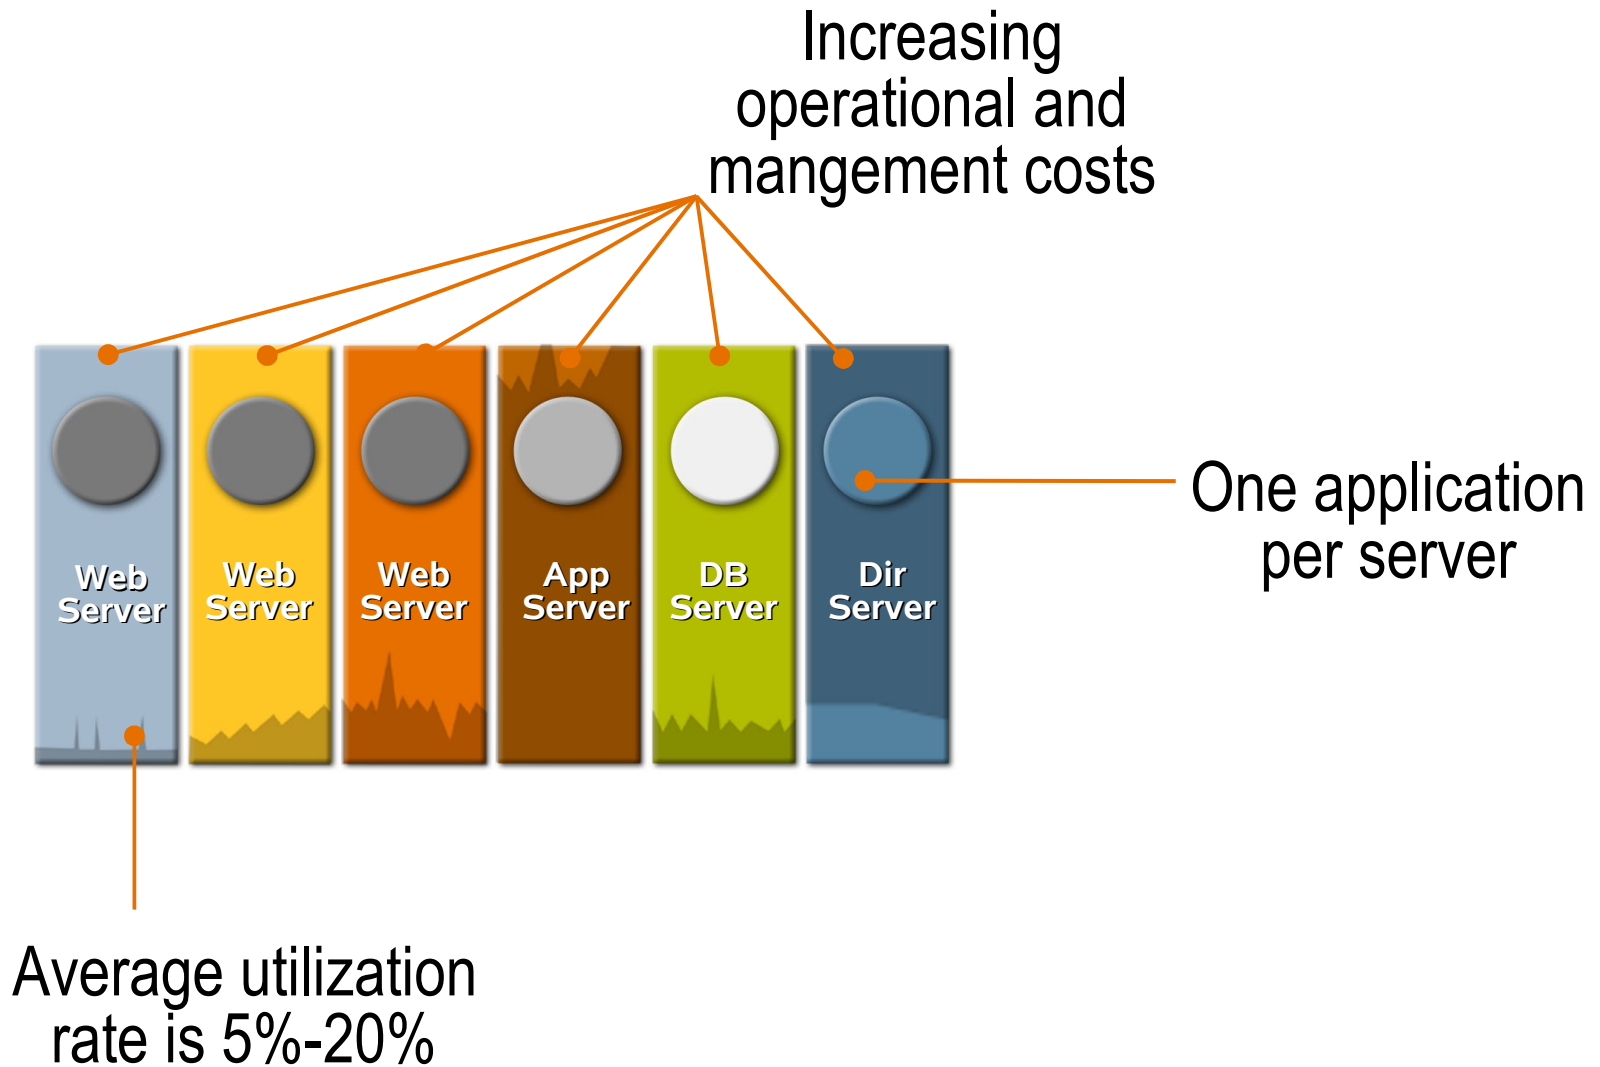 Increasing
operational and
mangement costs
Web
Server
Web
Server
Web
Server
App
Server
DB
Server
Dir
Server
One application
per server
Average utilization
rate is 5%-20%